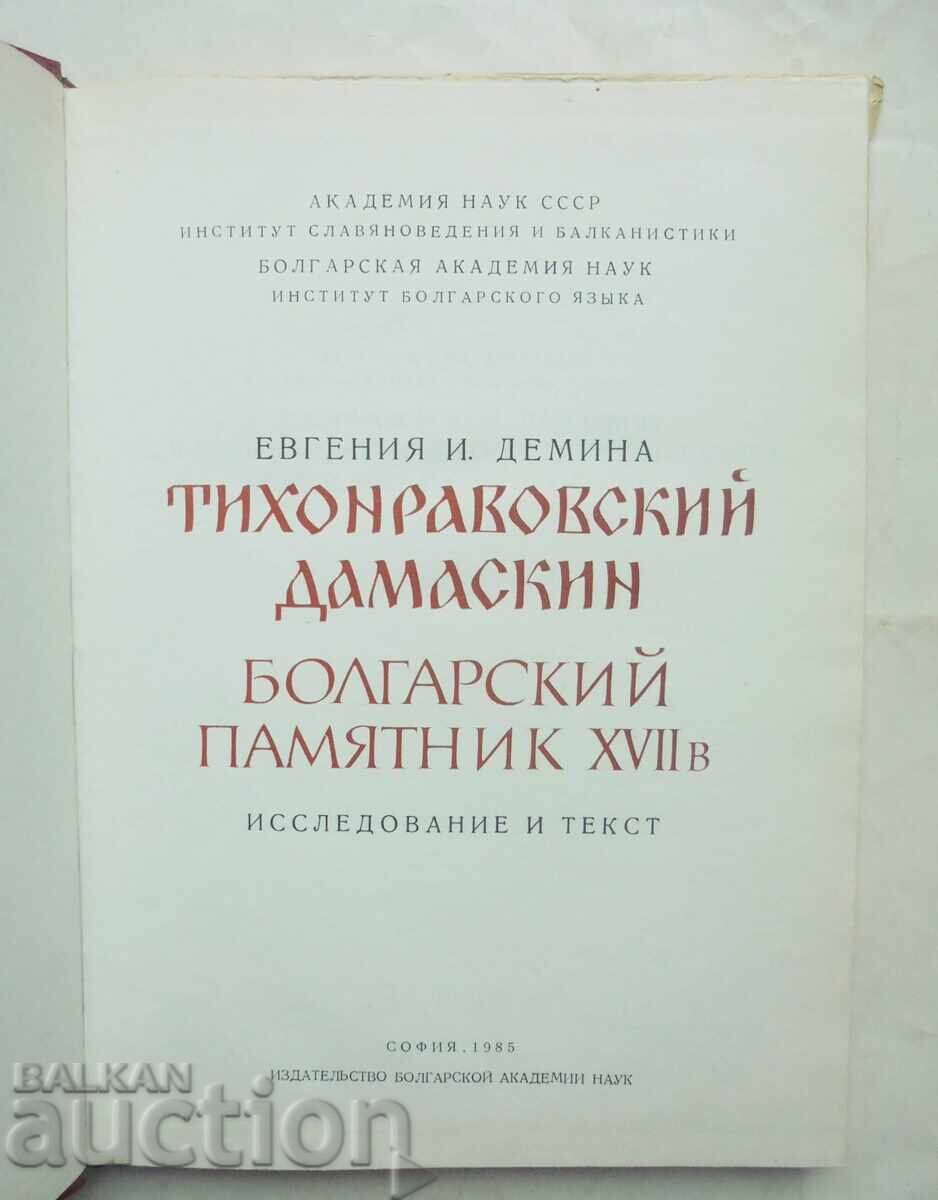 АКАДЕМИЯ НАУК СССР
ИНСТИТУТ СЛАВЯНОВЕДЕНИЯ И БАЛКАНИСТИКИ
БОЛГАРСКАЯ АКАДЕМИЯ НАУК
ИНСТИТУТ БОЛГАРСКОГО ЯЗЫКА
ЕВГЕНИЯ И. ДЕМИНА
ТИХОНРАВОВСКИЙ
ДАМАСКИН
БОЛГАРСКИЙ
ПАМЯТНИК XVII В
ИССЛЕДОВАНИЕ И ТЕКСТ
СОФИЯ, 1985
ИЗДАТЕЛЬСТВО БОЛГАРСКОЙ АКАДЕМИИ НАУК
BALKAN
auction